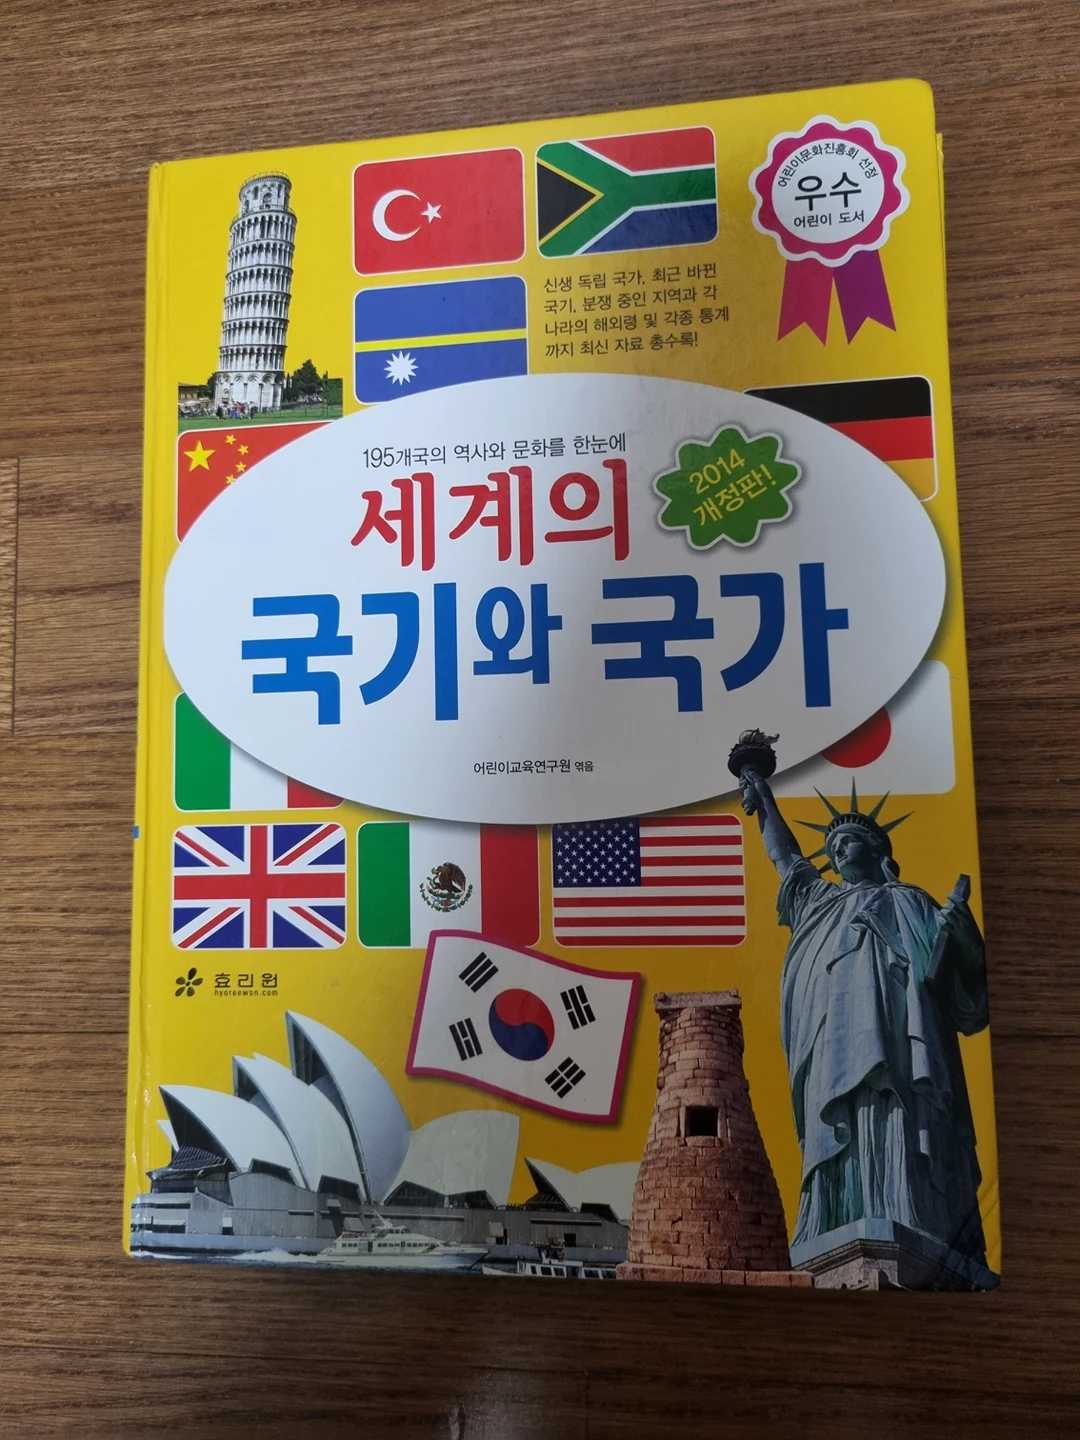 어린이문화진흥회 선정
우수
어린이 도서
신생 독립 국가, 최근 바뀐
국기, 분쟁 중인 지역과 각
나라의 해외령 및 각종 통계
까지 최신 자료 총수록!
195개국의 역사와 문화를 한눈에
2014
개정판!
세계의
국기와 국가
어린이교육연구원 엮음
효리원
hyoreewon.com